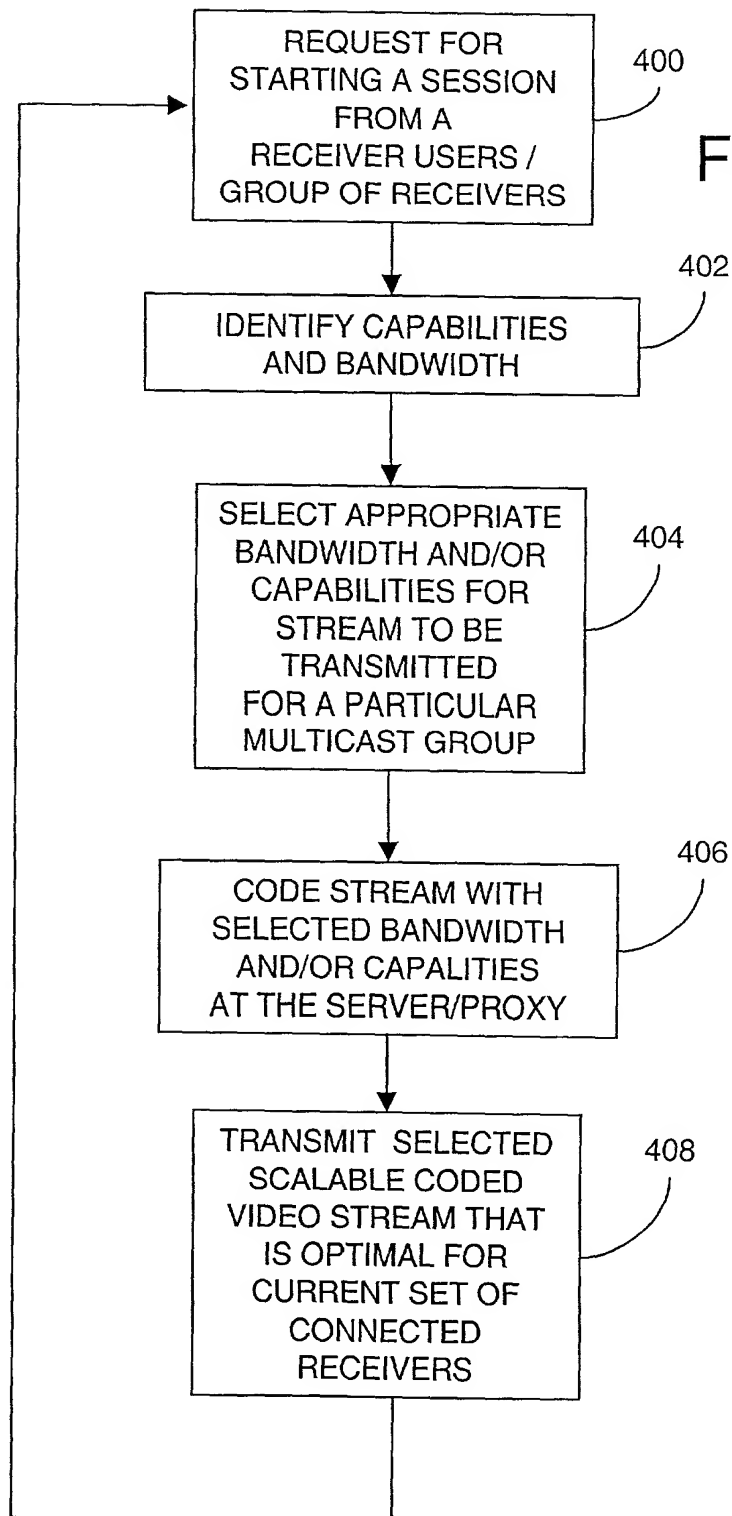 REQUEST FOR
STARTING A SESSION
FROM A
RECEIVER USERS /
GROUP OF RECEIVERS
400
F
402
IDENTIFY CAPABILITIES
AND BANDWIDTH
SELECT APPROPRIATE
BANDWIDTH AND/OR
CAPABILITIES FOR
STREAM TO BE
TRANSMITTED
FOR A PARTICULAR
MULTICAST GROUP
404
406
CODE STREAM WITH
SELECTED BANDWIDTH
AND/OR CAPALITIES
AT THE SERVER/PROXY
TRANSMIT SELECTED
SCALABLE CODED
VIDEO STREAM THAT
IS OPTIMAL FOR
CURRENT SET OF
CONNECTED
RECEIVERS
408